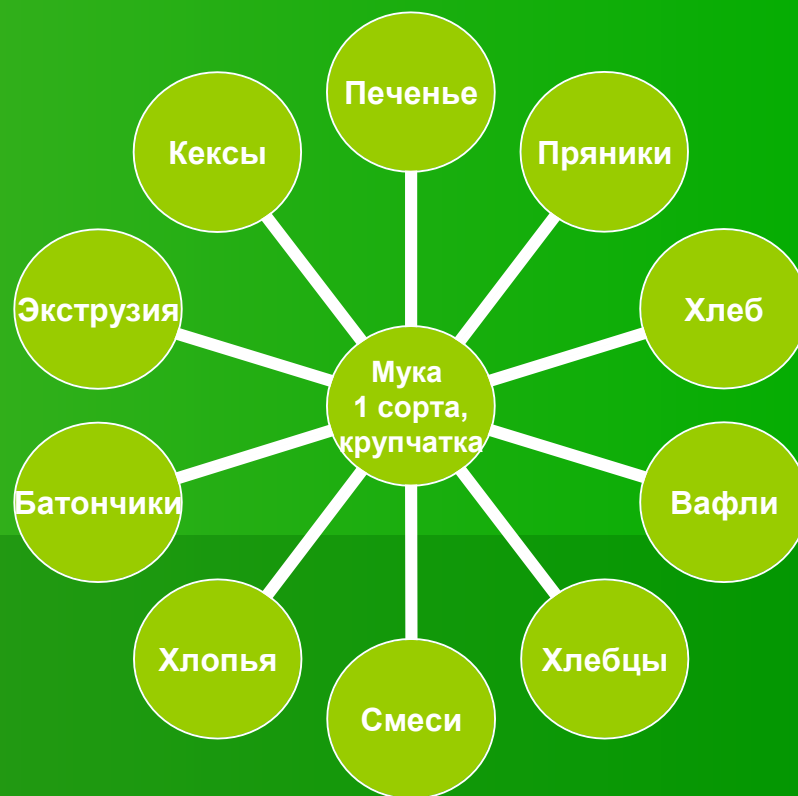 Печенье
Пряники
Хлеб
Вафли
Хлебцы
Смеси
Хлопья
Батончики
Экструзия
Кексы
Мука
1 сорта,
крупчатка